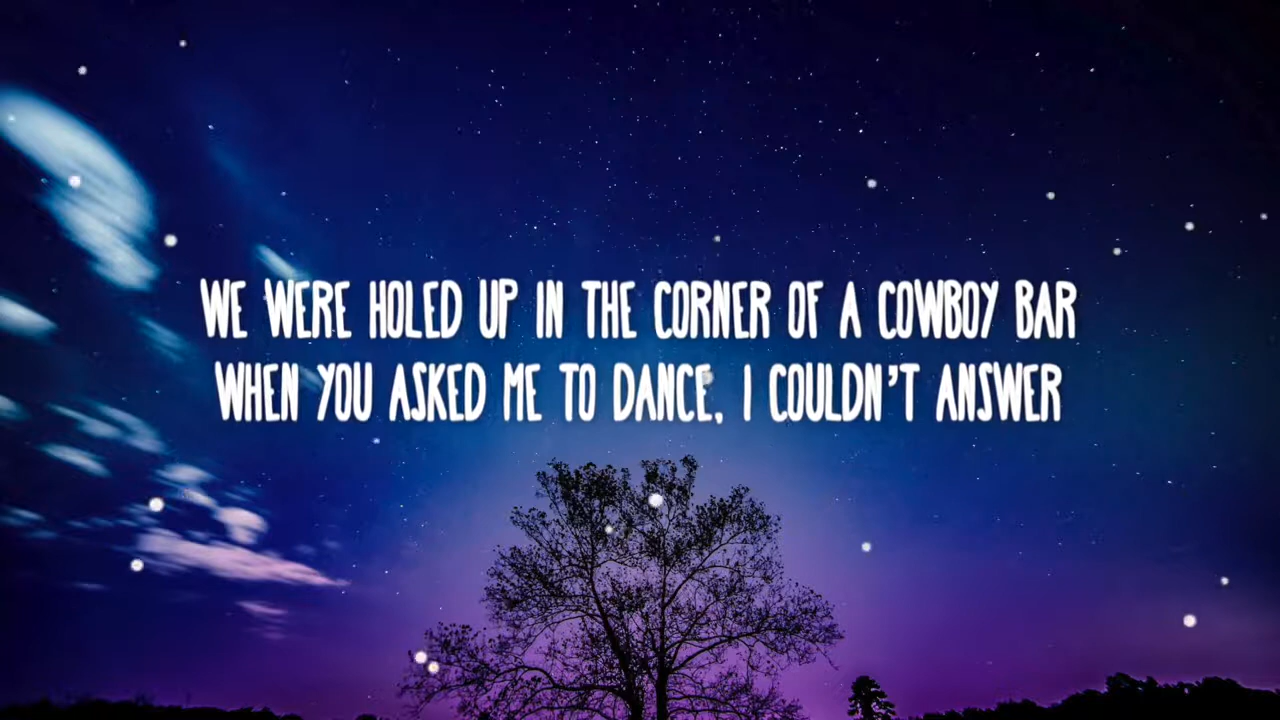 WE WERE HOLED UP IN THE CORNER OF A COWBOY BAR
WHEN YOU ASKED ME TO DANCE, I COULDN'T ANSWER